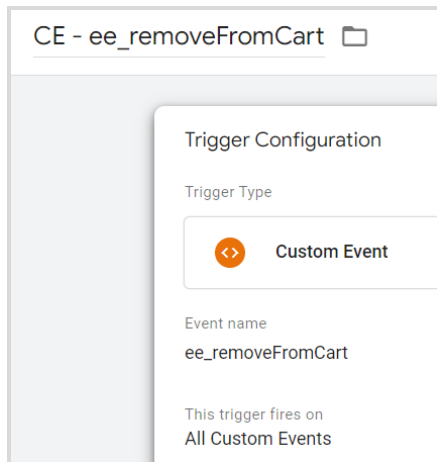 CE - ee_removeFromCart
Trigger Configuration
Trigger Type
Custom Event
Event name
ee_removeFromCart
This trigger fires on
All Custom Events